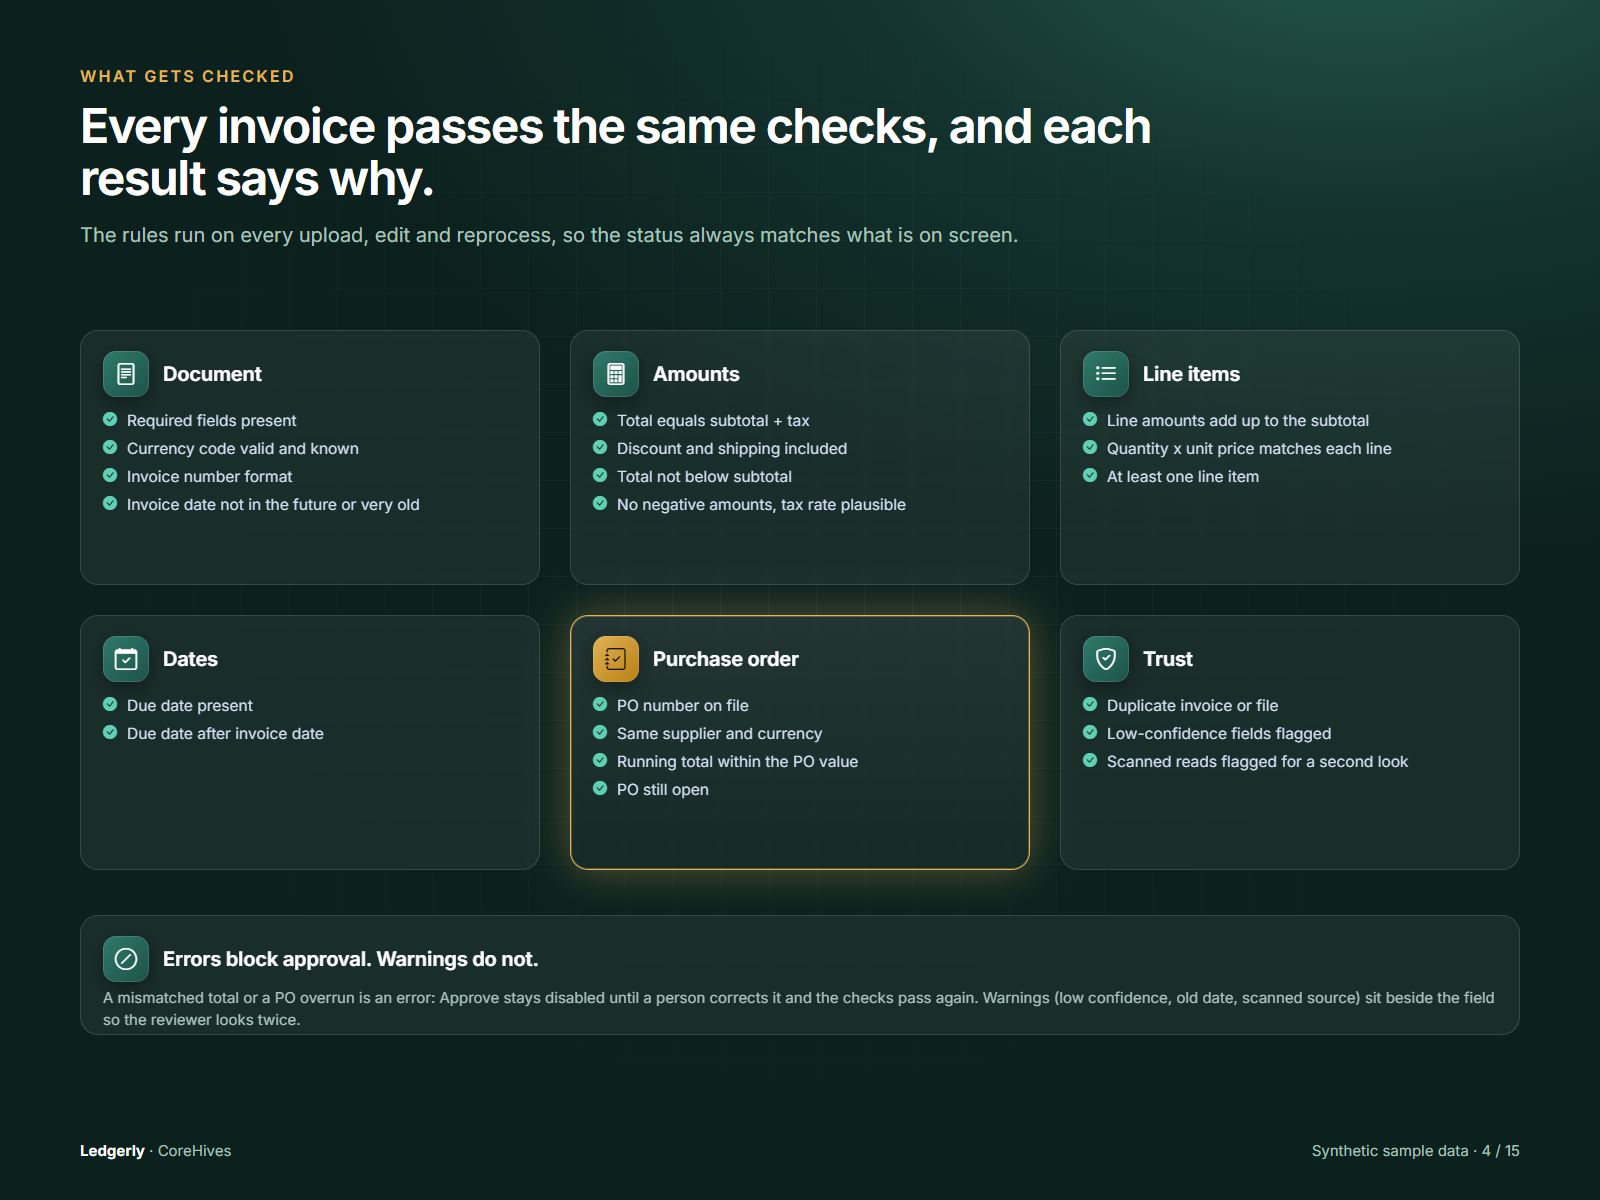 WHAT GETS CHECKED
Every invoice passes the same checks, and each
result says why.
The rules run on every upload, edit and reprocess, so the status always matches what is on screen.
Document
Required fields present
Currency code valid and known
Invoice number format
Invoice date not in the future or very old
Amounts
Total equals subtotal + tax
Discount and shipping included
Total not below subtotal
No negative amounts, tax rate plausible
Line items
Line amounts add up to the subtotal
Quantity x unit price matches each line
At least one line item
Dates
Due date present
Due date after invoice date
Purchase order
PO number on file
Same supplier and currency
Running total within the PO value
PO still open
Trust
Duplicate invoice or file
Low-confidence fields flagged
Scanned reads flagged for a second look
Errors block approval. Warnings do not.
A mismatched total or a PO overrun is an error: Approve stays disabled until a person corrects it and the checks pass again. Warnings (low confidence, old date, scanned source) sit beside the field
so the reviewer looks twice.
Ledgerly · CoreHives
Synthetic sample data · 4 / 15